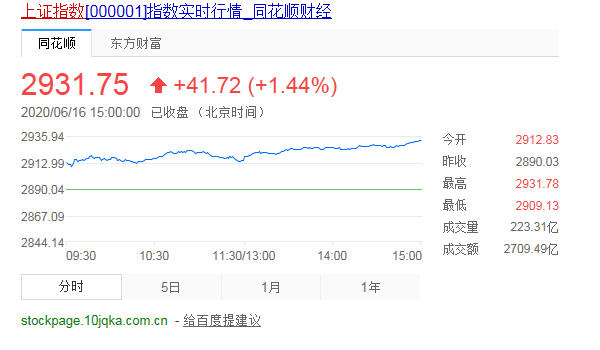 上证指数[000001]指数实时行情_同花顺财经
同花顺 东方财富
2931.75 +41.72 (+1.44%)
2020/06/16 15:00:00 已收盘 （北京时间）
2935.94
2912.99
2890.04
2867.09
2844.14
09:30 10:30 11:30/13:00 14:00 15:00
今开 2912.83
昨收 2890.03
最高 2931.78
最低 2909.13
成交量 223.31亿
成交额 2709.49亿
分时 5日 1月 1年
stockpage.10jqka.com.cn - 给百度提建议